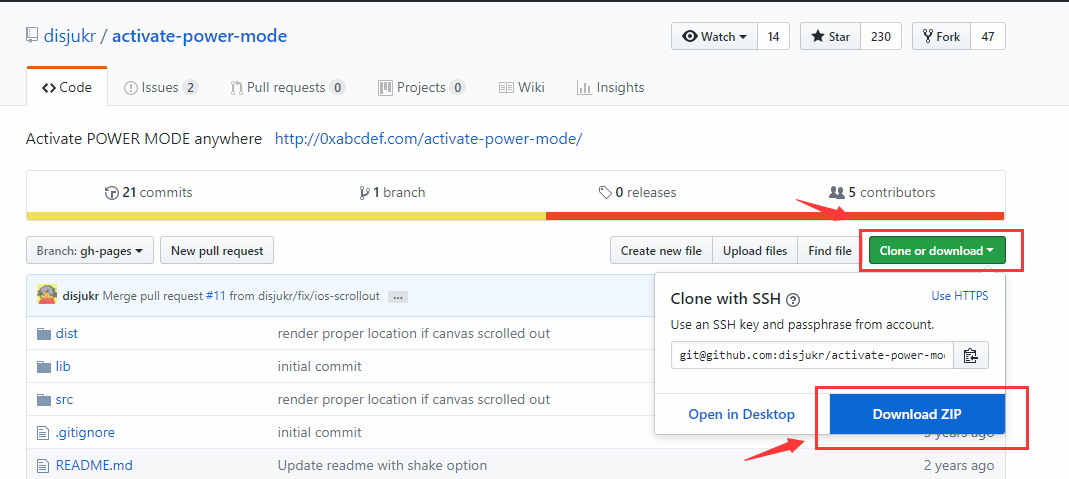 disjukr / activate-power-mode
Watch 14 Star 230 Fork 47
Code Issues 2 Pull requests 0 Projects 0 Wiki Insights
Activate POWER MODE anywhere http://0xabcdef.com/activate-power-mode/
21 commits 1 branch 0 releases 5 contributors
Branch: gh-pages New pull request Create new file Upload files Find file Clone or download
disjukr Merge pull request #11 from disjukr/fix/ios-scrollout ...
Clone with SSH ? Use HTTPS
Use an SSH key and passphrase from account.
git@github.com:disjukr/activate-power-mo
Open in Desktop Download ZIP
dist render proper location if canvas scrolled out
lib initial commit
src render proper location if canvas scrolled out
.gitignore initial commit years ago
README.md Update readme with shake option 2 years ago